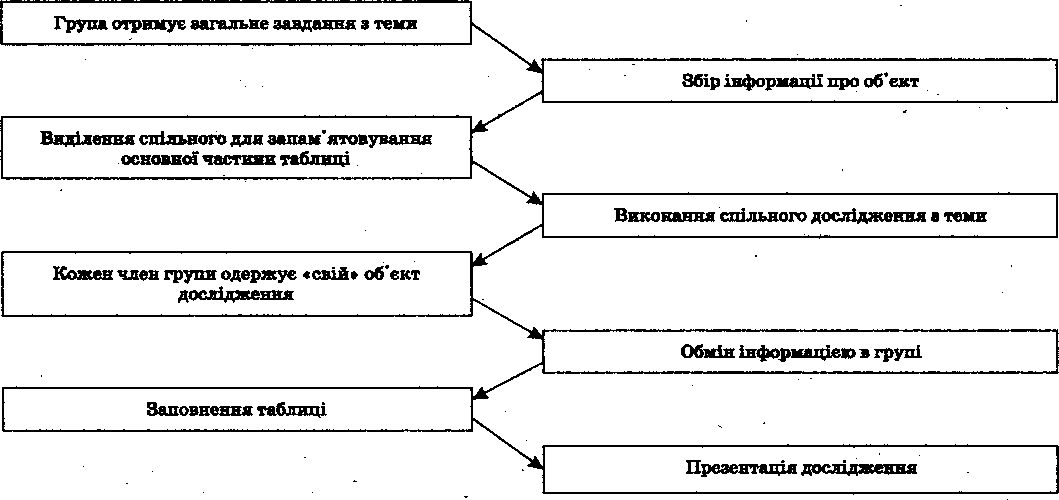 Група отримує загальне завдання з теми
Збір інформації про об'єкт
Виділення спільного для запам'ятовування
основної частини таблиці
Виконання спільного дослідження з теми
Кожен член групи одержує «свій» об'єкт
дослідження
Обмін інформацією в групі
Заповнення таблиці
Презентація дослідження